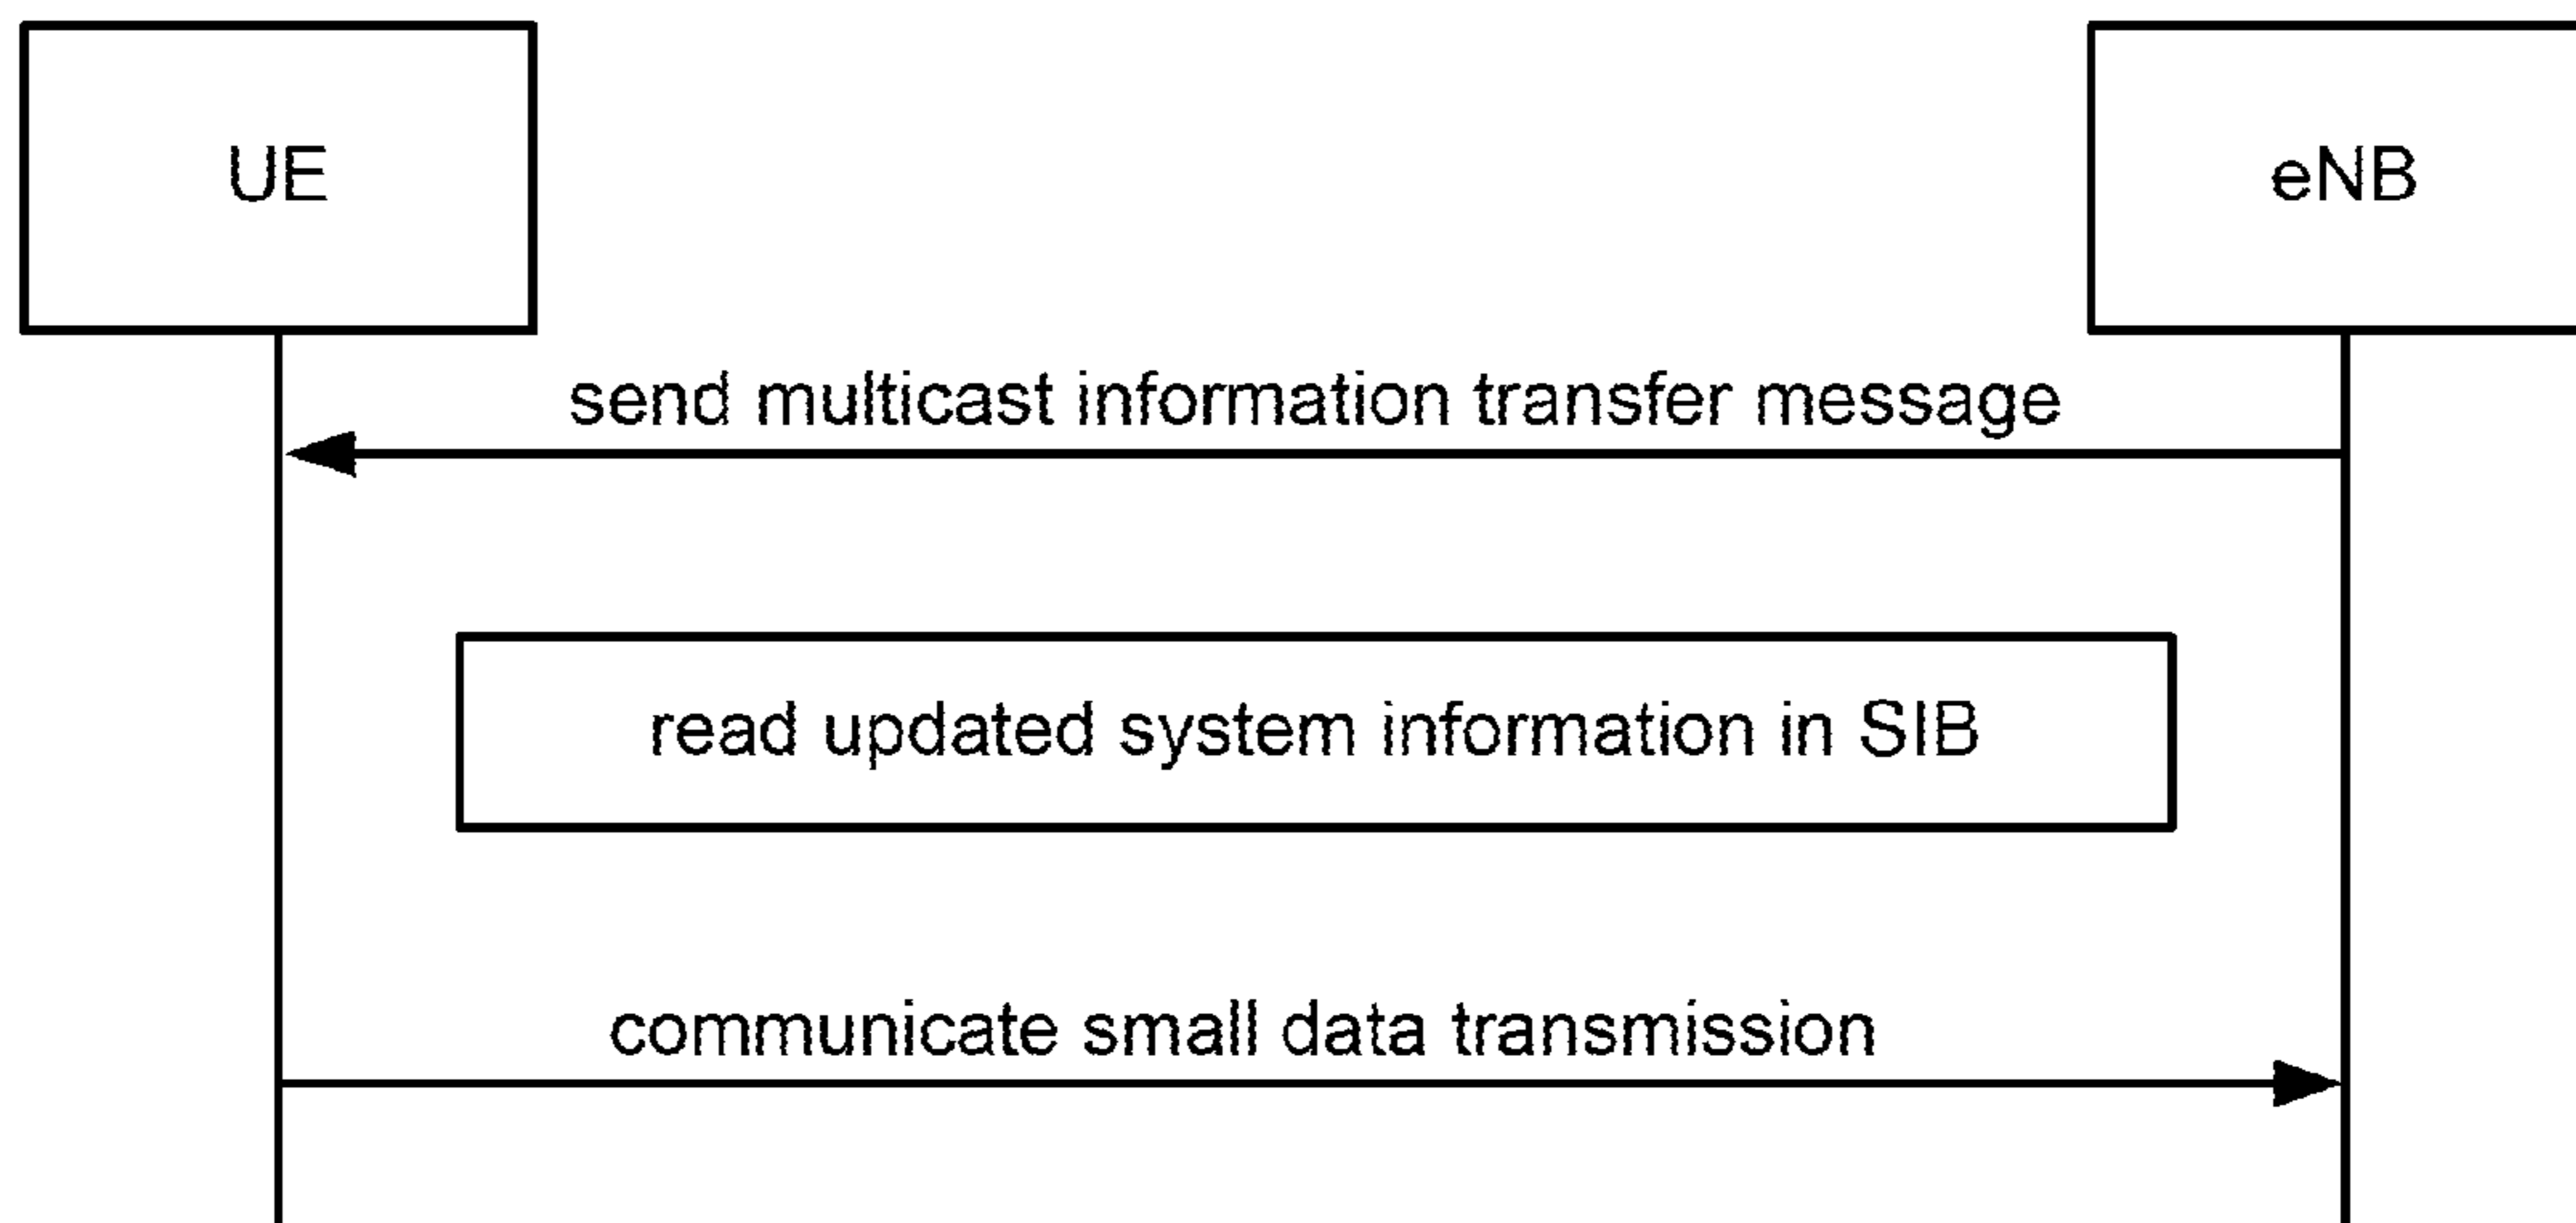 UE
eNB
send multicast information transfer message
read updated system information in SIB
communicate small data transmission